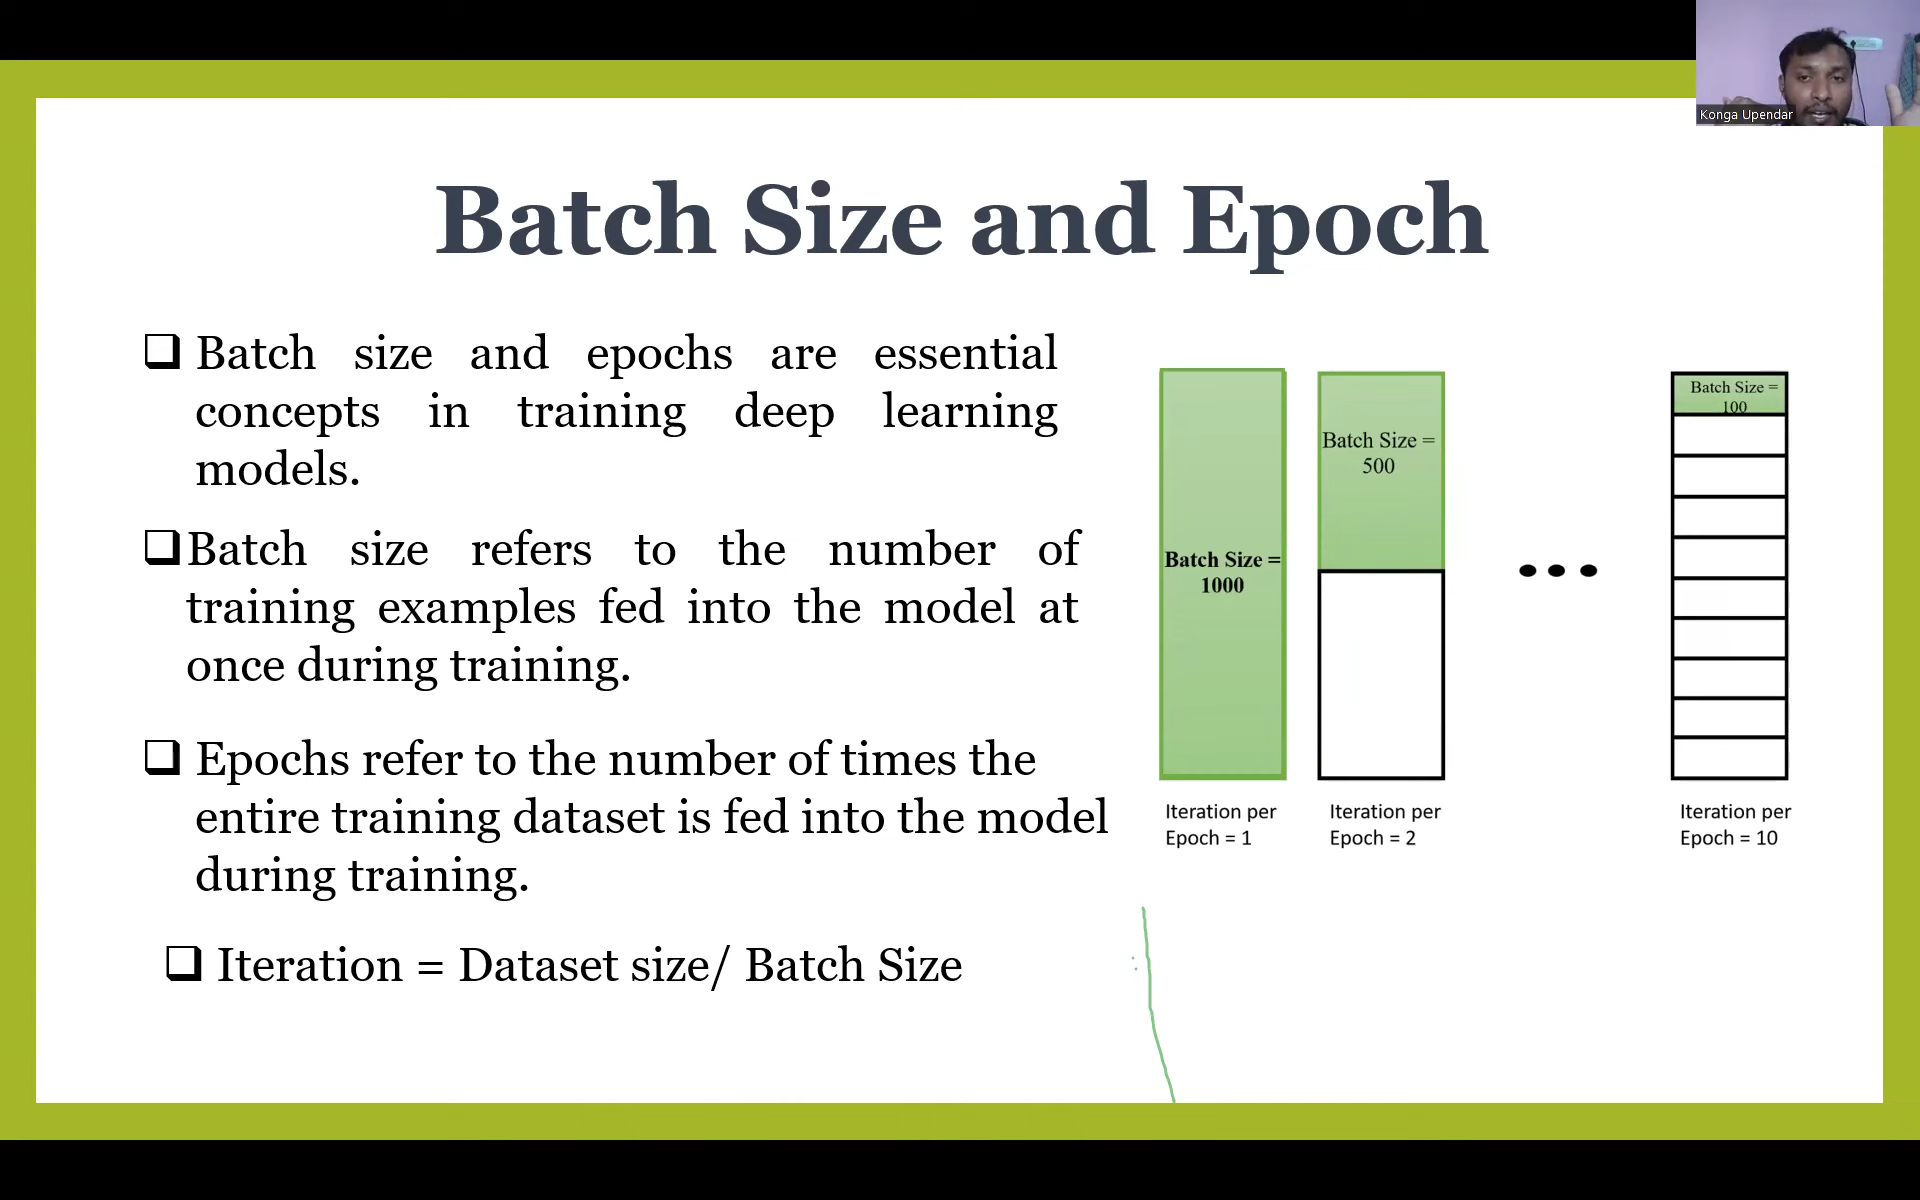 Konga Upendar
Batch Size and Epoch
Batch size and epochs are essential
concepts in training deep learning
models.
Batch size refers to the number of
training examples fed into the model at
once during training.
Epochs refer to the number of times the
entire training dataset is fed into the model
during training.
Iteration = Dataset size/ Batch Size
Batch Size =
1000
Iteration per
Epoch = 1
Batch Size =
500
Iteration per
Epoch = 2
Batch Size =
100
Iteration per
Epoch = 10